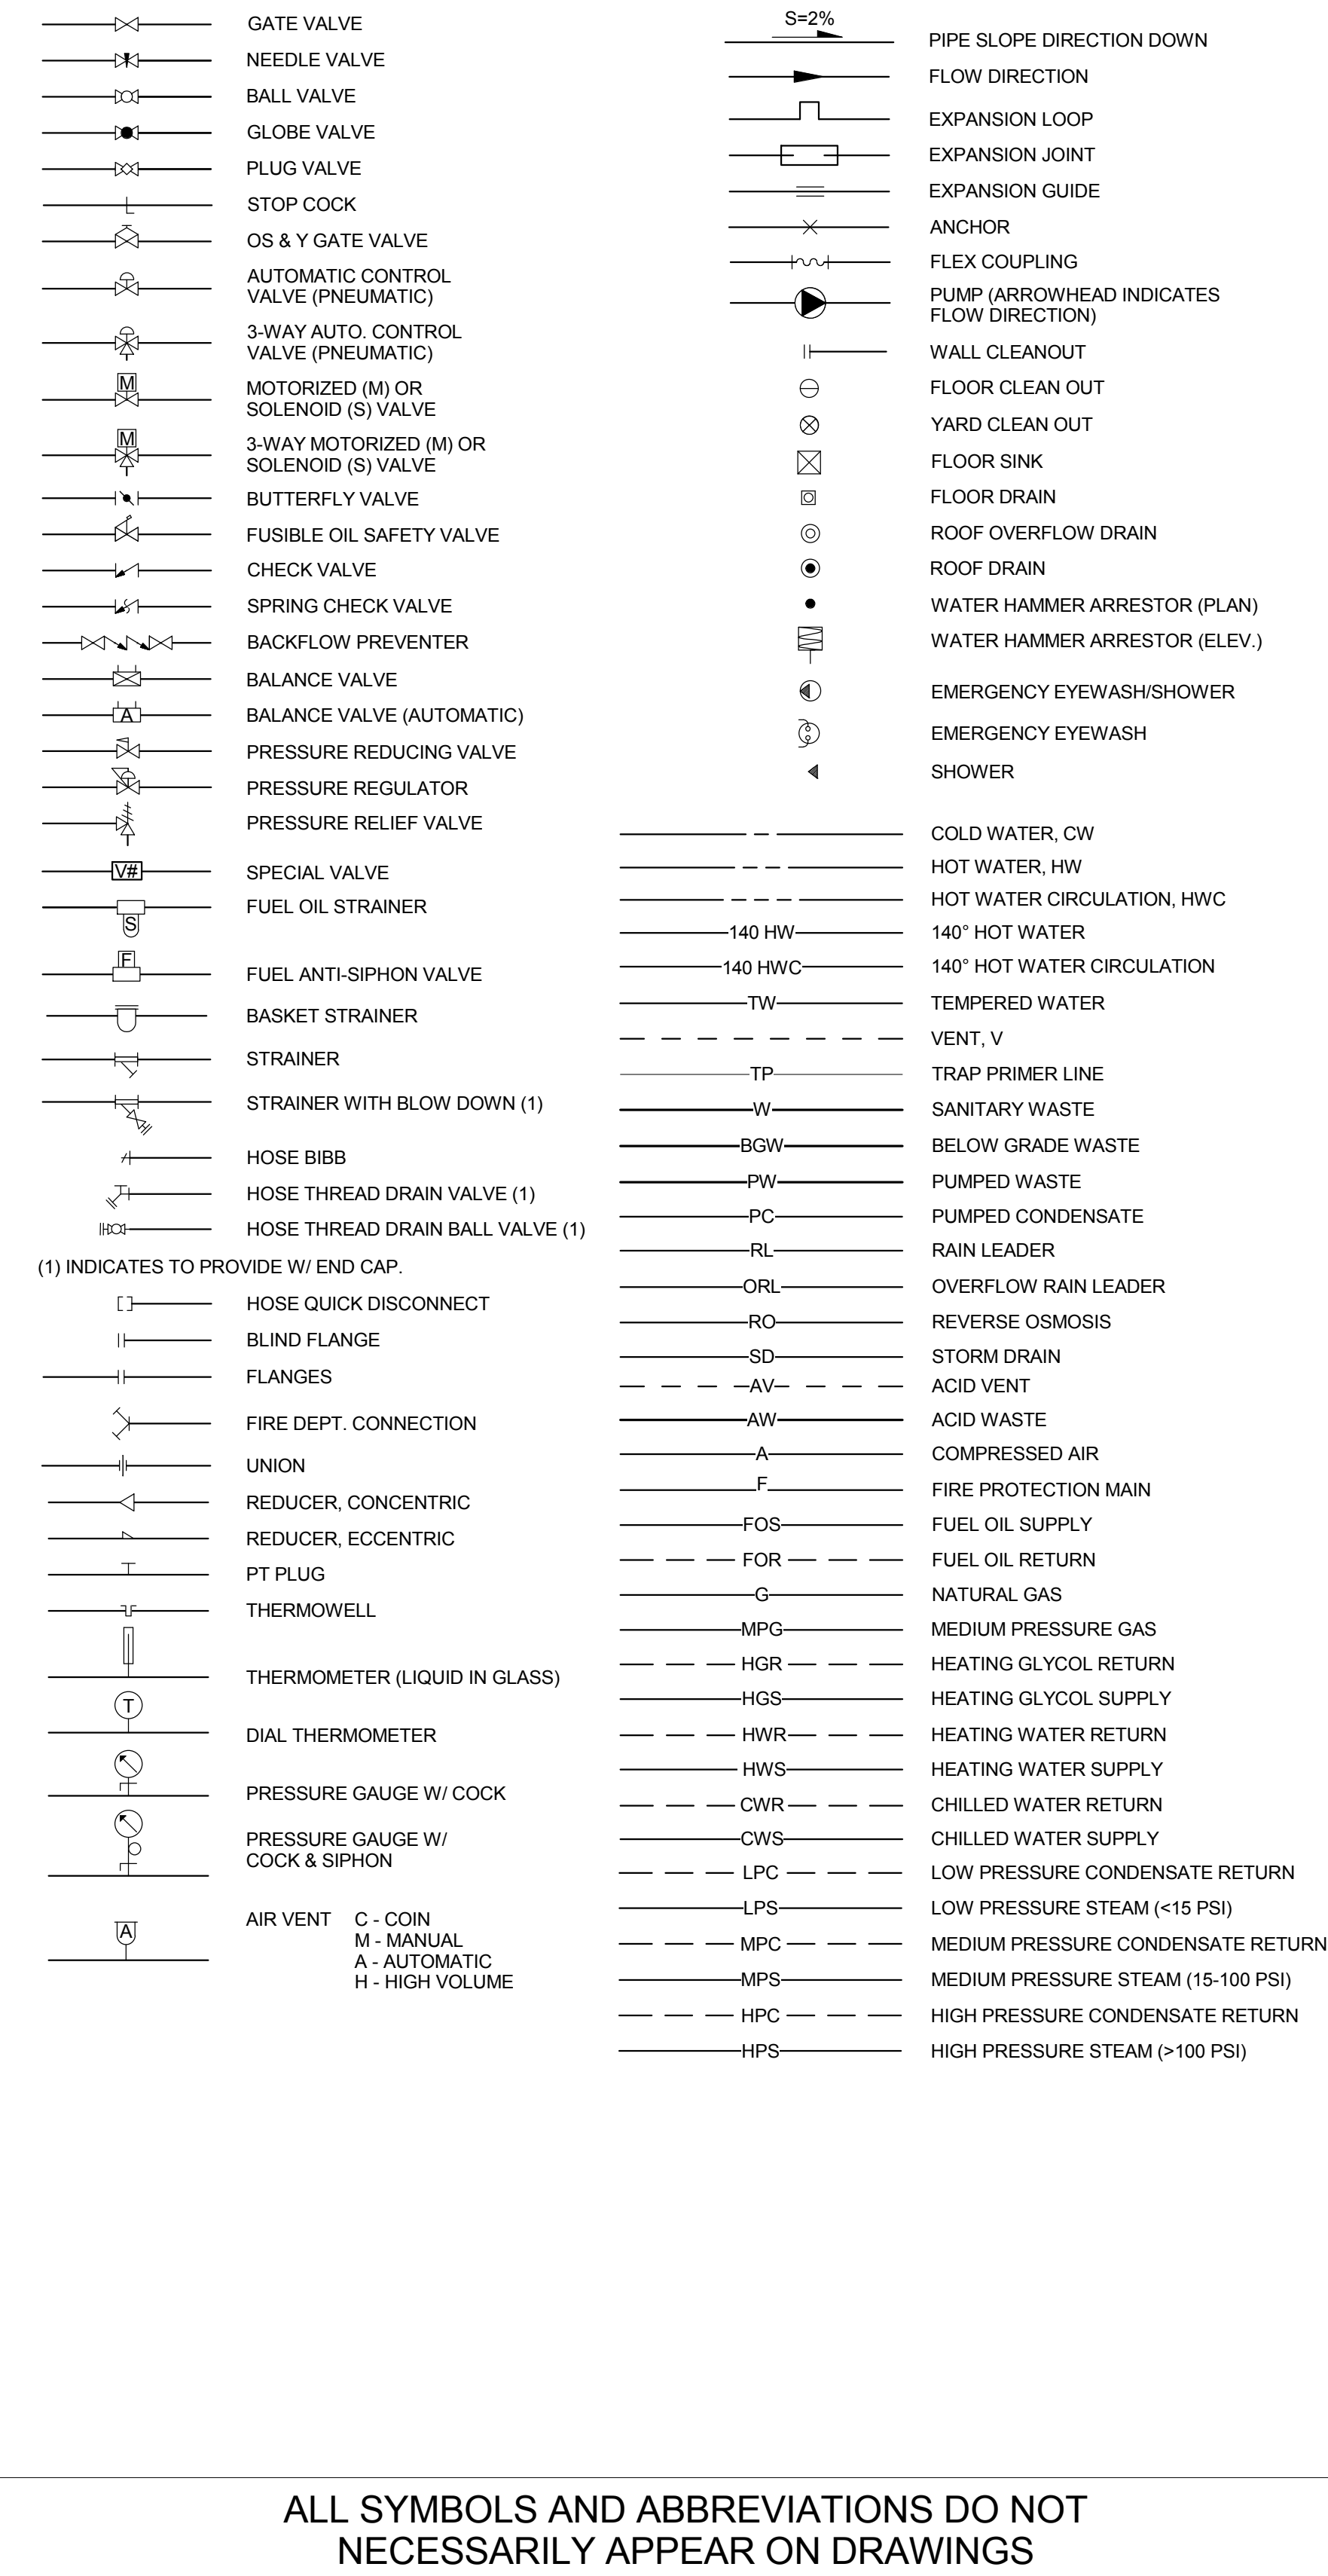 GATE VALVE
NEEDLE VALVE
BALL VALVE
GLOBE VALVE
PLUG VALVE
STOP COCK
OS & Y GATE VALVE
AUTOMATIC CONTROL
VALVE (PNEUMATIC)
3-WAY AUTO. CONTROL
VALVE (PNEUMATIC)
M
MOTORIZED (M) OR
SOLENOID (S) VALVE
M
3-WAY MOTORIZED (M) OR
SOLENOID (S) VALVE
BUTTERFLY VALVE
FUSIBLE OIL SAFETY VALVE
CHECK VALVE
SPRING CHECK VALVE
BACKFLOW PREVENTER
BALANCE VALVE
A BALANCE VALVE (AUTOMATIC)
PRESSURE REDUCING VALVE
PRESSURE REGULATOR
PRESSURE RELIEF VALVE
V# SPECIAL VALVE
FUEL OIL STRAINER
S
F
FUEL ANTI-SIPHON VALVE
BASKET STRAINER
STRAINER
STRAINER WITH BLOW DOWN (1)
HOSE BIBB
HOSE THREAD DRAIN VALVE (1)
HOSE THREAD DRAIN BALL VALVE (1)
(1) INDICATES TO PROVIDE W/ END CAP.
HOSE QUICK DISCONNECT
BLIND FLANGE
FLANGES
FIRE DEPT. CONNECTION
UNION
REDUCER, CONCENTRIC
REDUCER, ECCENTRIC
PT PLUG
THERMOWELL
THERMOMETER (LIQUID IN GLASS)
T
DIAL THERMOMETER
PRESSURE GAUGE W/ COCK
PRESSURE GAUGE W/
COCK & SIPHON
A
AIR VENT C - COIN
M - MANUAL
A - AUTOMATIC
H - HIGH VOLUME
S=2%
PIPE SLOPE DIRECTION DOWN
FLOW DIRECTION
EXPANSION LOOP
EXPANSION JOINT
EXPANSION GUIDE
ANCHOR
FLEX COUPLING
PUMP (ARROWHEAD INDICATES
FLOW DIRECTION)
WALL CLEANOUT
FLOOR CLEAN OUT
YARD CLEAN OUT
FLOOR SINK
FLOOR DRAIN
ROOF OVERFLOW DRAIN
ROOF DRAIN
WATER HAMMER ARRESTOR (PLAN)
WATER HAMMER ARRESTOR (ELEV.)
EMERGENCY EYEWASH/SHOWER
EMERGENCY EYEWASH
SHOWER
COLD WATER, CW
HOT WATER, HW
HOT WATER CIRCULATION, HWC
140 HW 140° HOT WATER
140 HWC 140° HOT WATER CIRCULATION
TW TEMPERED WATER
VENT, V
TP TRAP PRIMER LINE
W SANITARY WASTE
BGW BELOW GRADE WASTE
PW PUMPED WASTE
PC PUMPED CONDENSATE
RL RAIN LEADER
ORL OVERFLOW RAIN LEADER
RO REVERSE OSMOSIS
SD STORM DRAIN
AV ACID VENT
AW ACID WASTE
A COMPRESSED AIR
F FIRE PROTECTION MAIN
FOS FUEL OIL SUPPLY
FOR FUEL OIL RETURN
G NATURAL GAS
MPG MEDIUM PRESSURE GAS
HGR HEATING GLYCOL RETURN
HGS HEATING GLYCOL SUPPLY
HWR HEATING WATER RETURN
HWS HEATING WATER SUPPLY
CWR CHILLED WATER RETURN
CWS CHILLED WATER SUPPLY
LPC LOW PRESSURE CONDENSATE RETURN
LPS LOW PRESSURE STEAM (<15 PSI)
MPC MEDIUM PRESSURE CONDENSATE RETURN
MPS MEDIUM PRESSURE STEAM (15-100 PSI)
HPC HIGH PRESSURE CONDENSATE RETURN
HPS HIGH PRESSURE STEAM (>100 PSI)
ALL SYMBOLS AND ABBREVIATIONS DO NOT
NECESSARILY APPEAR ON DRAWINGS